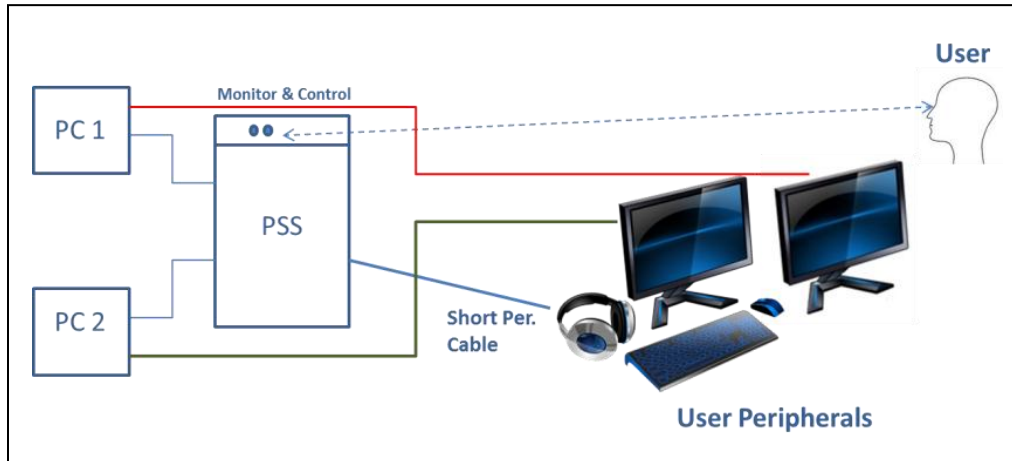 User
Monitor & Control
PC 1
PSS
PC 2
Short Per.
Cable
User Peripherals